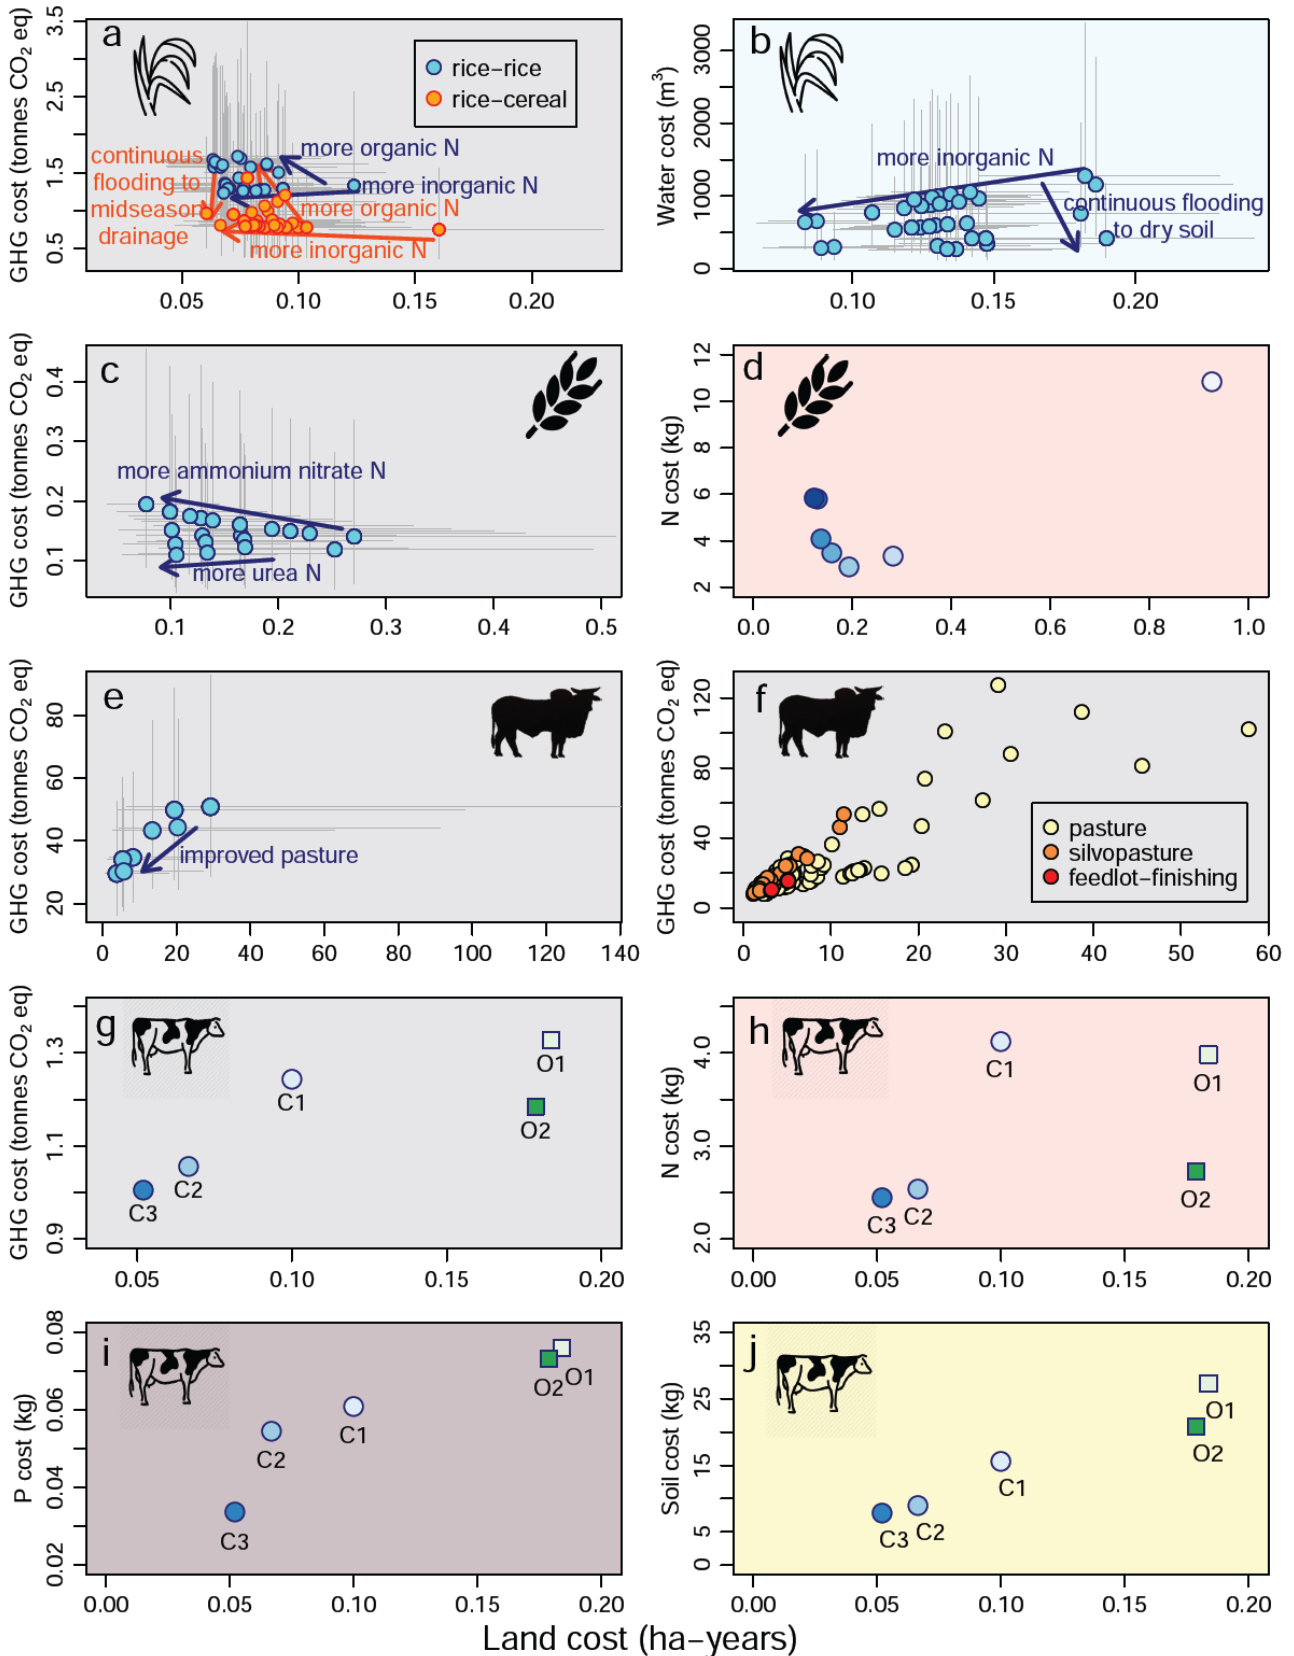 a
GHG cost (tonnes CO2 eq)
3.5
2.5
1.5
0.5
rice–rice
rice–cereal
more organic N
continuous
flooding to
midseason
drainage
more inorganic N
more organic N
more inorganic N
0.05 0.10 0.15 0.20
b
Water cost (m3)
3000
2000
1000
0
more inorganic N
continuous flooding
to dry soil
0.10 0.15 0.20
c
GHG cost (tonnes CO2 eq)
0.4
0.3
0.2
0.1
more ammonium nitrate N
more urea N
0.1 0.2 0.3 0.4 0.5
d
N cost (kg)
12
10
8
6
4
2
0.0 0.2 0.4 0.6 0.8 1.0
e
GHG cost (tonnes CO2 eq)
80
60
40
20
improved pasture
0 20 40 60 80 100 120 140
f
GHG cost (tonnes CO2 eq)
120
80
40
0
pasture
silvopasture
feedlot–finishing
0 10 20 30 40 50 60
g
GHG cost (tonnes CO2 eq)
1.3
1.1
0.9
O1
C1
O2
C2
C3
0.05 0.10 0.15 0.20
h
N cost (kg)
4.0
3.0
2.0
C1
O1
O2
C3 C2
0.00 0.05 0.10 0.15 0.20
i
P cost (kg)
0.08
0.06
0.04
0.02
O2 O1
C1
C2
C3
0.00 0.05 0.10 0.15 0.20
j
Soil cost (kg)
35
25
15
5
0
O1
O2
C1
C3 C2
0.00 0.05 0.10 0.15 0.20
Land cost (ha–years)